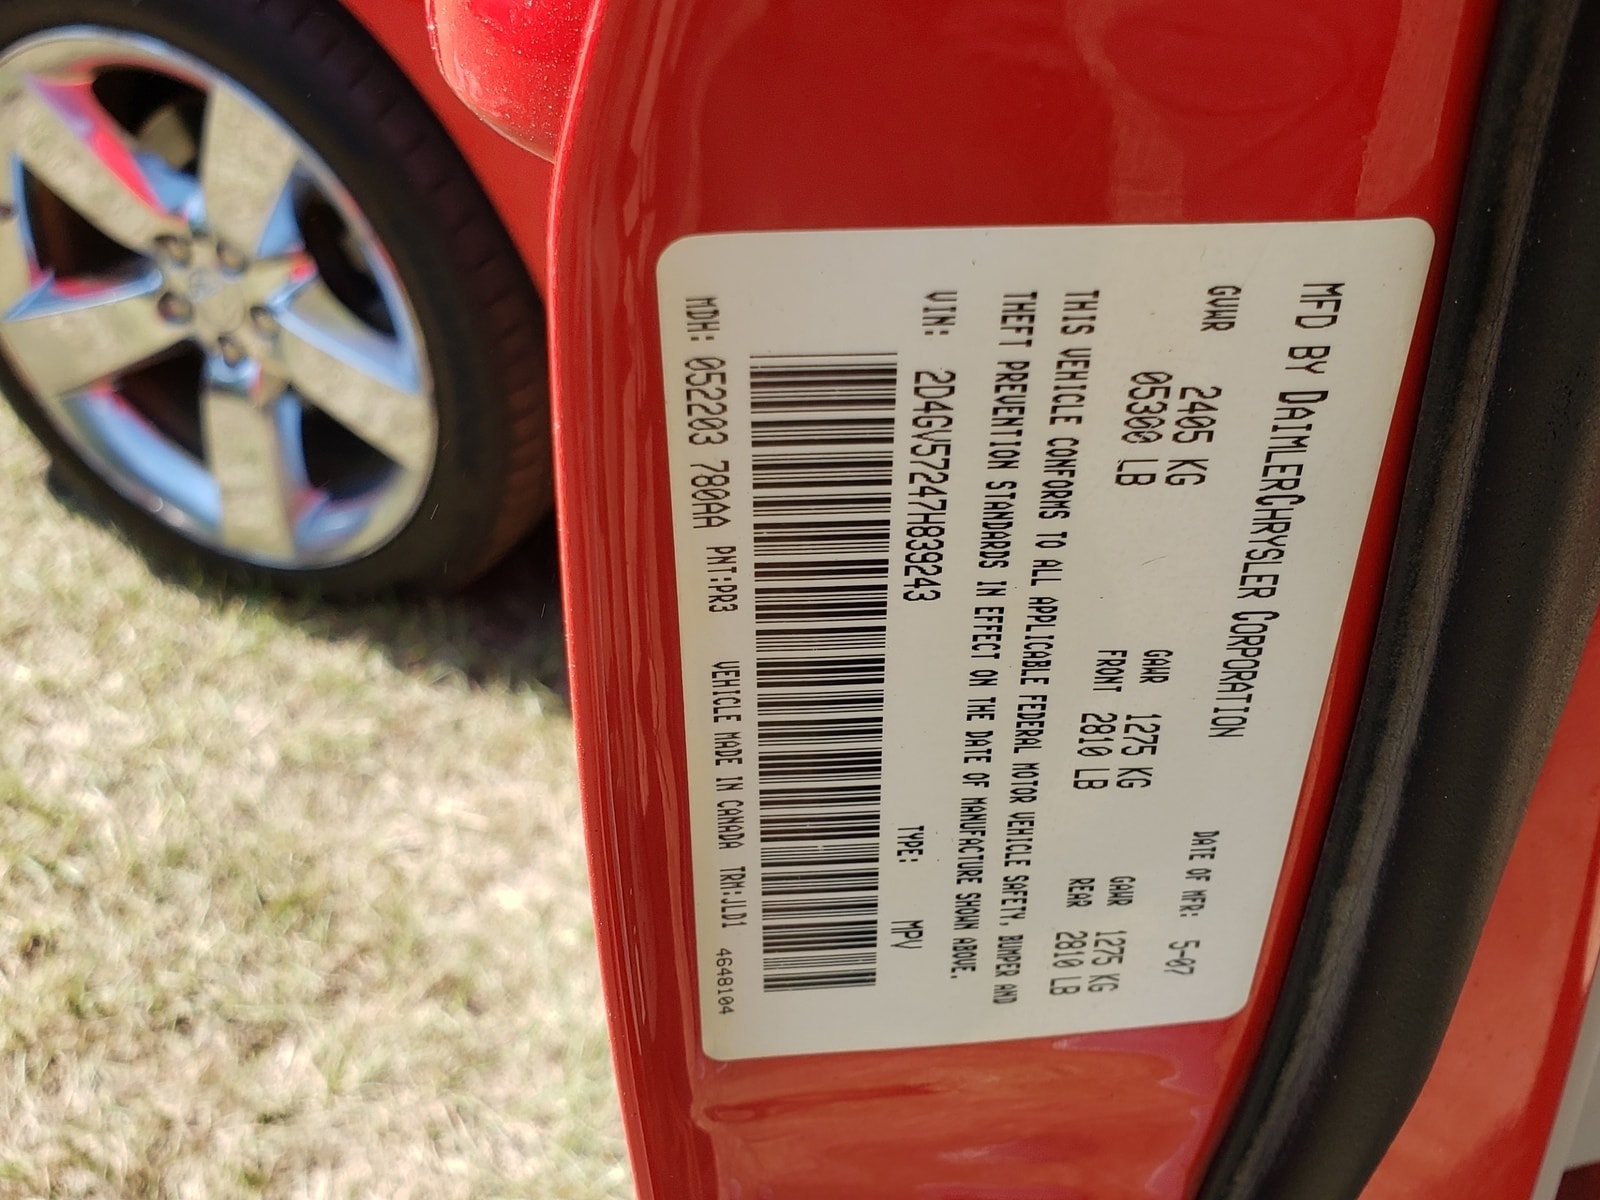 MFD BY DAIMLERCHRYSLER CORPORATION
DATE OF MFR: 5-07
GVWR 2405 KG
05300 LB
GAWR 1275 KG
FRONT 2810 LB
GAWR 1275 KG
REAR 2810 LB
THIS VEHICLE CONFORMS TO ALL APPLICABLE FEDERAL MOTOR VEHICLE SAFETY, BUMPER AND
THEFT PREVENTION STANDARDS IN EFFECT ON THE DATE OF MANUFACTURE SHOWN ABOVE.
VIN: 2D4GV57247H839243 TYPE: MPV
MDH: 052203 780AA PNT:PR3 VEHICLE MADE IN CANADA TRM:JLD1 4648104